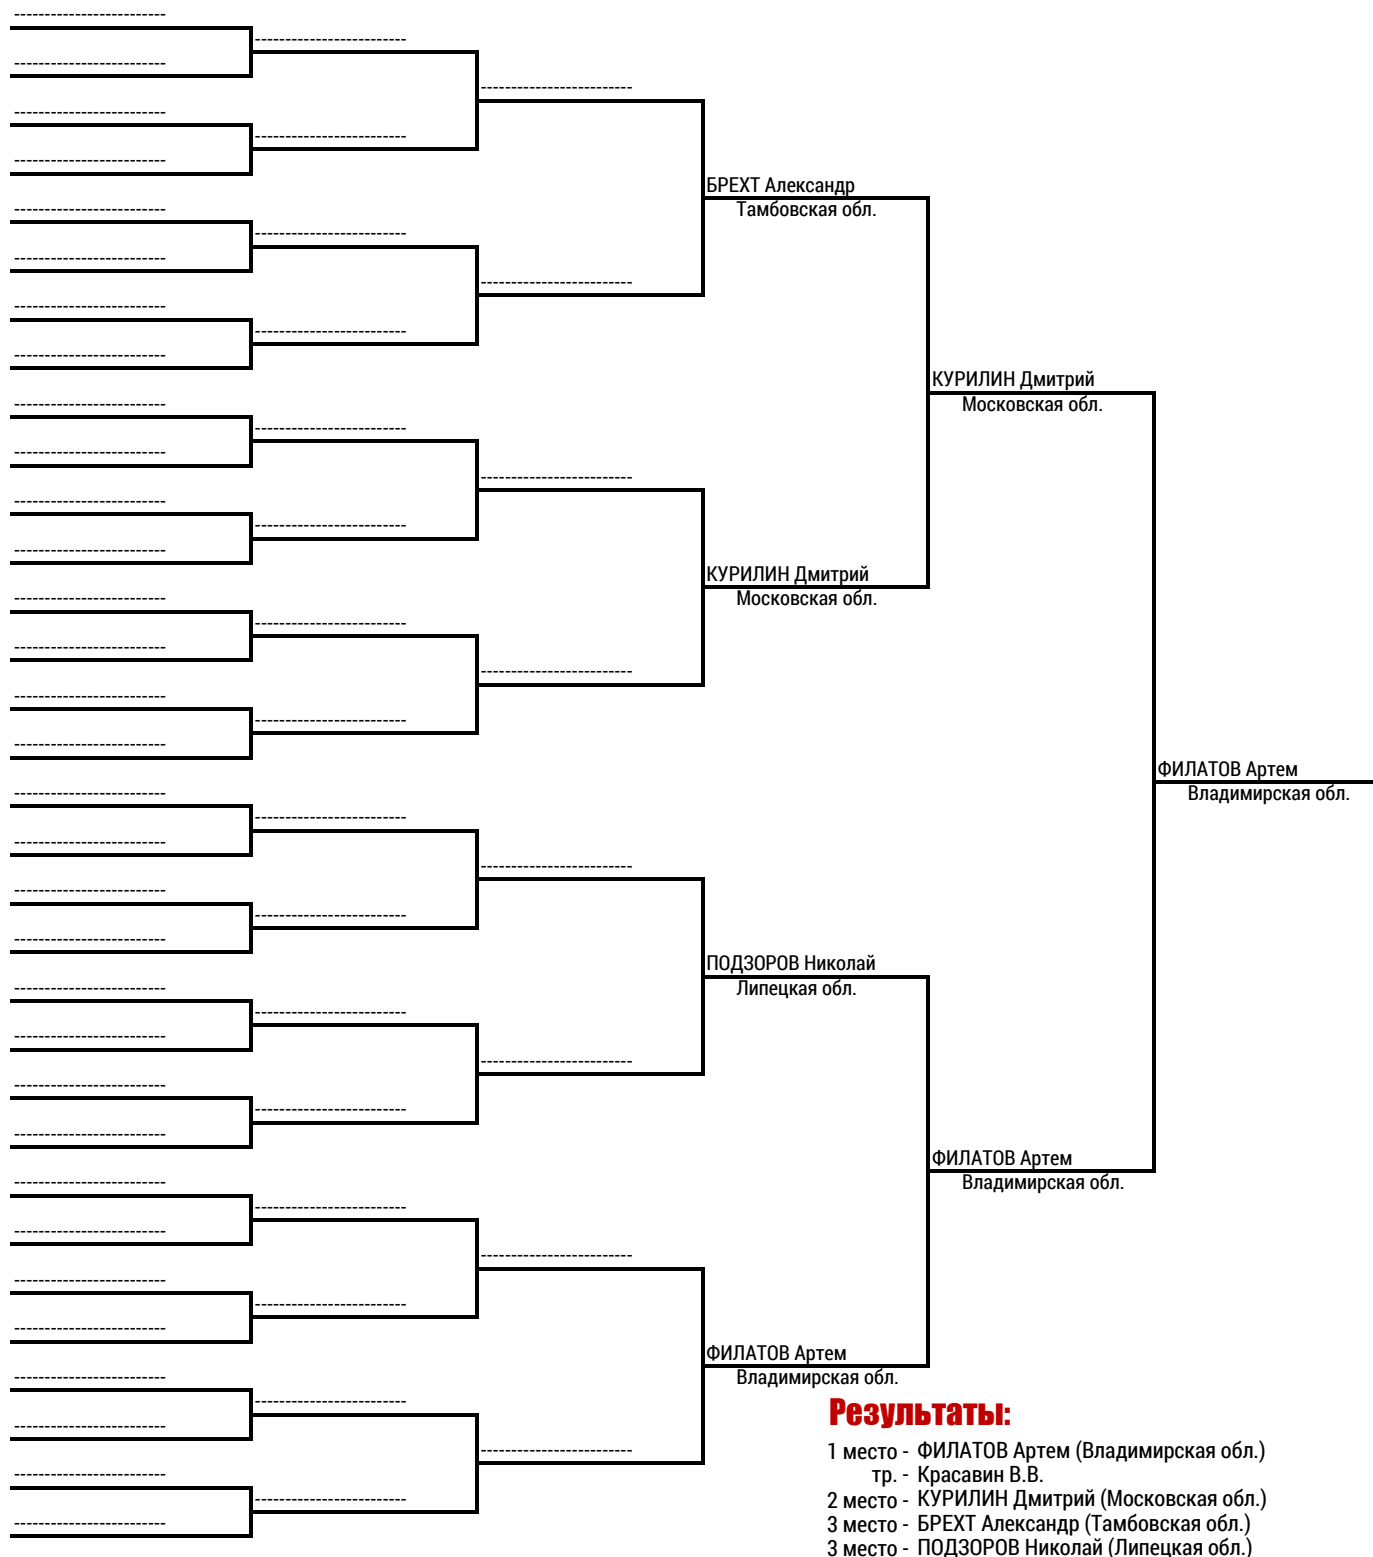 БРЕХТ Александр
Тамбовская обл.
КУРИЛИН Дмитрий
Московская обл.
КУРИЛИН Дмитрий
Московская обл.
ФИЛАТОВ Артем
Владимирская обл.
ПОДЗОРОВ Николай
Липецкая обл.
ФИЛАТОВ Артем
Владимирская обл.
ФИЛАТОВ Артем
Владимирская обл.
Результаты:
1 место - ФИЛАТОВ Артем (Владимирская обл.)
тр. - Красавин В.В.
2 место - КУРИЛИН Дмитрий (Московская обл.)
3 место - БРЕХТ Александр (Тамбовская обл.)
3 место - ПОДЗОРОВ Николай (Липецкая обл.)